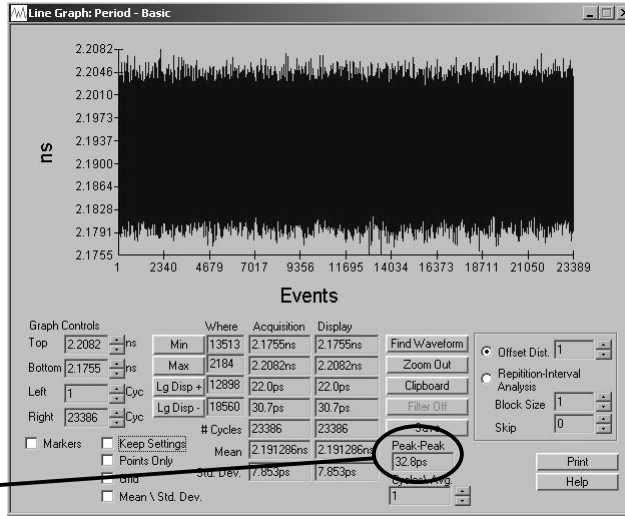 Line Graph: Period - Basic
2.2082
2.2046
2.2010
2.1973
2.1937
2.1900
2.1864
2.1828
2.1791
2.1755
ns
1 2340 4679 7017 9356 11695 14034 16373 18711 21050 23389
Events
Graph Controls Where Acquisition Display
Top 2.2082 ns Min 13513 2.1755ns 2.1755ns Find Waveform Offset Dist. 1
Bottom 2.1755 ns Max 2184 2.2082ns 2.2082ns Zoom Out Repitition-Interval Analysis
Left 1 Cyc Lg Disp + 12898 22.0ps 22.0ps Clipboard Block Size 1
Right 23386 Cyc Lg Disp - 18560 30.7ps 30.7ps Filter Off Skip 0
# Cycles 23386 23386 Save
Markers Keep Settings Mean 2.191286ns 2.191286ns Peak-Peak
Points Only 32.8ps Print
Grid Std. Dev. 7.853ps 7.853ps Cycles\ Avg. Help
Mean \ Std. Dev. 1